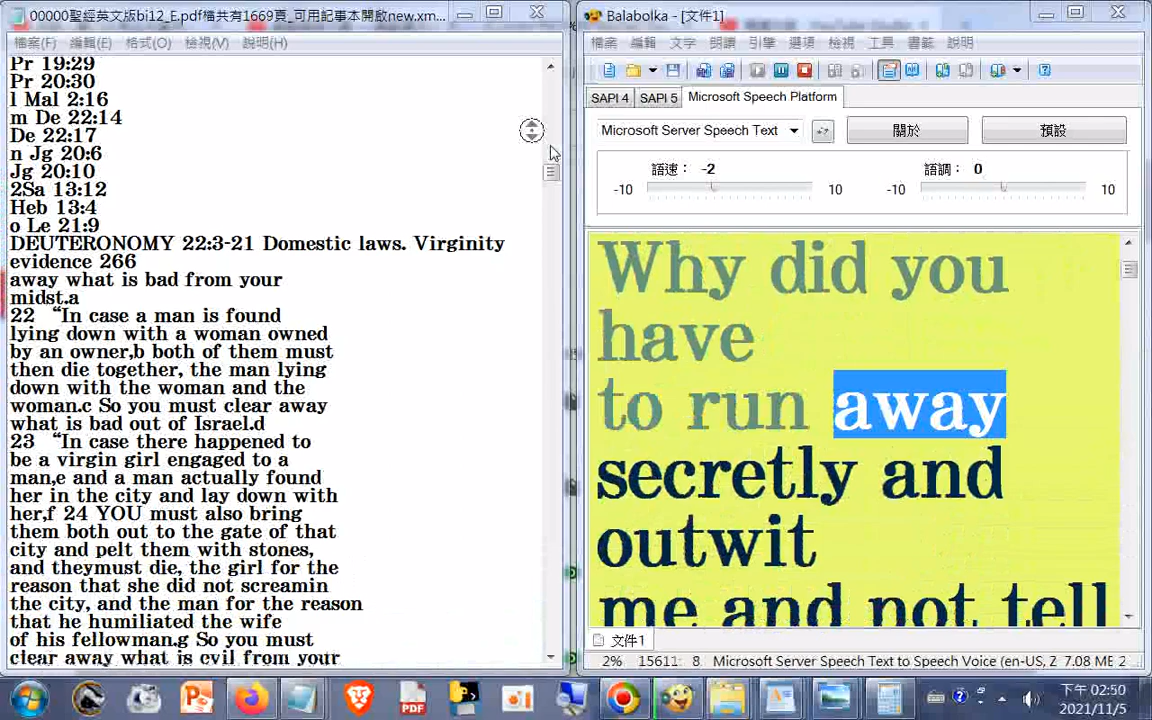 00000聖經英文版bi12_E.pdf檔共有1669頁_可用記事本開啟new.xm...
檔案(F) 編輯(E) 格式(O) 檢視(V) 說明(H)
Pr 19:29
Pr 20:30
l Mal 2:16
m De 22:14
De 22:17
n Jg 20:6
Jg 20:10
2Sa 13:12
Heb 13:4
o Le 21:9
DEUTERONOMY 22:3-21 Domestic laws. Virginity
evidence 266
away what is bad from your
midst.a
22 “In case a man is found
lying down with a woman owned
by an owner,b both of them must
then die together, the man lying
down with the woman and the
woman.c So you must clear away
what is bad out of Israel.d
23 “In case there happened to
be a virgin girl engaged to a
man,e and a man actually found
her in the city and lay down with
her,f 24 YOU must also bring
them both out to the gate of that
city and pelt them with stones,
and theymust die, the girl for the
reason that she did not screamin
the city, and the man for the reason
that he humiliated the wife
of his fellowman.g So you must
clear away what is evil from your
Balabolka - [文件1]
檔案 編輯 文字 朗讀 引擎 選項 檢視 工具 書籤 說明
SAPI 4 SAPI 5 Microsoft Speech Platform
Microsoft Server Speech Text 關於 預設
語速： -2 語調： 0
-10 10 -10 10
Why did you
have
to run away
secretly and
outwit
me and not tell
文件1
2% 15611: 8 Microsoft Server Speech Text to Speech Voice (en-US, Z 7.08 MB 2
下午 02:50
2021/11/5